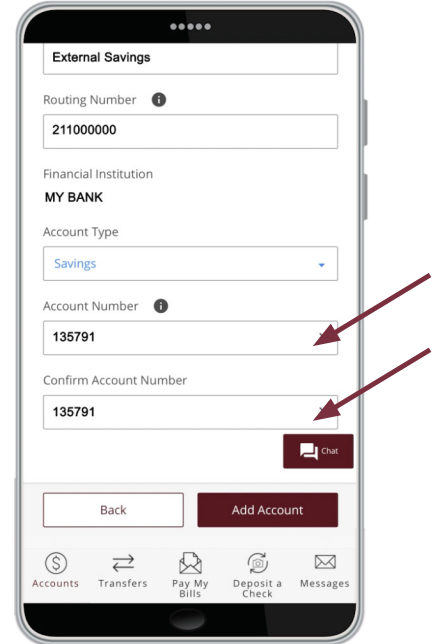 External Savings
Routing Number
211000000
Financial Institution
MY BANK
Account Type
Savings
Account Number
135791
Confirm Account Number
135791
Chat
Back
Add Account
Accounts
Transfers
Pay My
Bills
Deposit a
Check
Messages